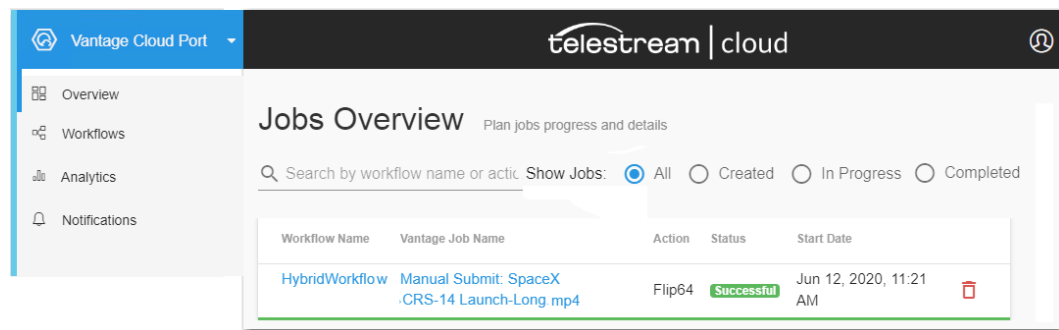 Vantage Cloud Port
telestream | cloud
Overview
Workflows
Analytics
Notifications
Jobs Overview Plan jobs progress and details
Search by workflow name or actic Show Jobs: All Created In Progress Completed
Workflow Name Vantage Job Name Action Status Start Date
HybridWorkflow Manual Submit: SpaceX Flip64 Successful Jun 12, 2020, 11:21
CRS-14 Launch-Long.mp4 AM